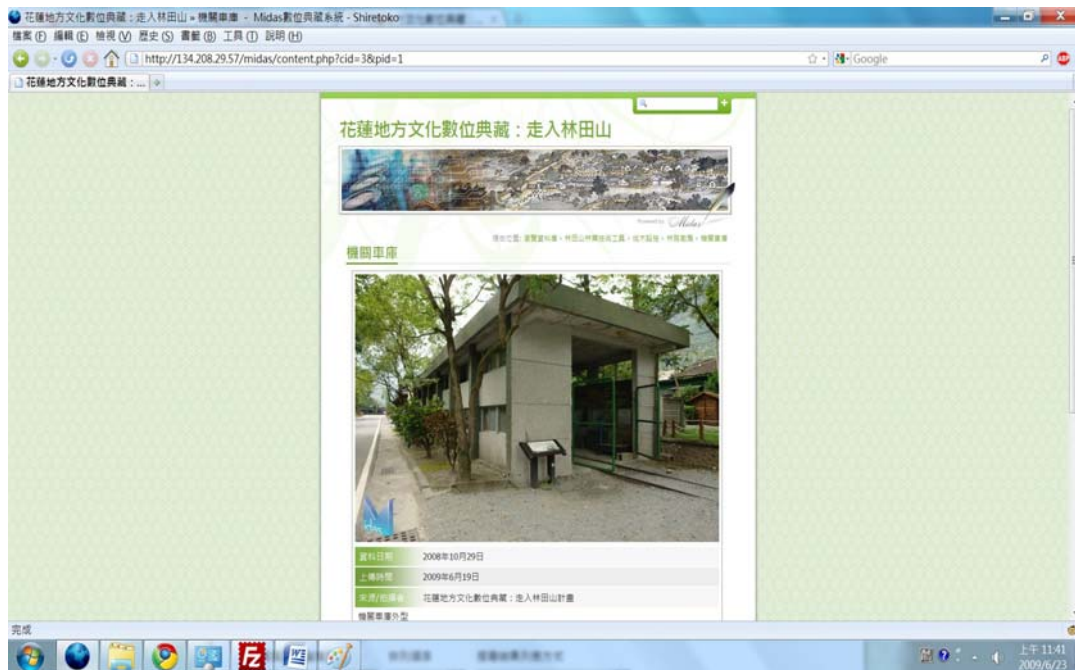 花蓮地方文化數位典藏：走入林田山 » 機關車庫 - Midas數位典藏系統 - Shiretoko
檔案(F) 編輯(E) 檢視(V) 歷史(S) 書籤(B) 工具(T) 說明(H)
http://134.208.29.57/midas/content.php?cid=3&pid=1
Google
花蓮地方文化數位典藏：...
花蓮地方文化數位典藏：走入林田山
Powered by Midas
機關車庫
資料日期 2008年10月29日
上傳時間 2009年6月19日
來源/拍攝者 花蓮地方文化數位典藏：走入林田山計畫
機關車庫外型
完成
上午 11:41
2009/6/23